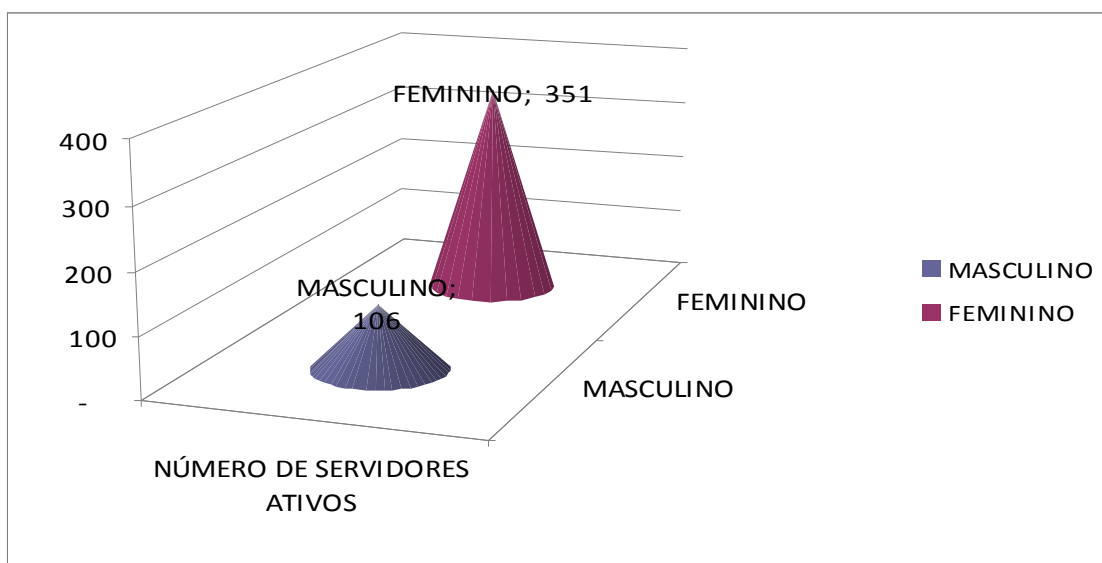 FEMININO; 351
400
300
200
100
-
MASCULINO;
106
FEMININO
MASCULINO
NÚMERO DE SERVIDORES
ATIVOS
MASCULINO
FEMININO